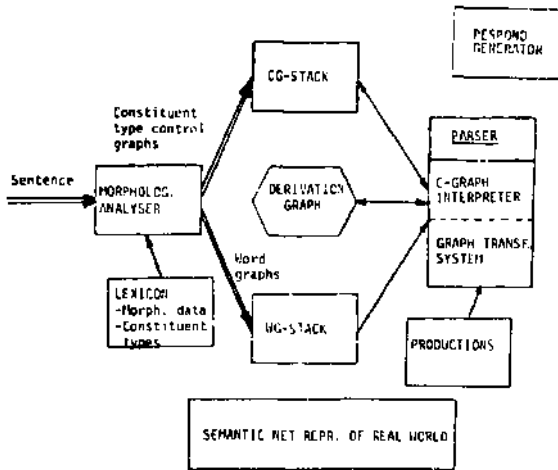 PESPOND
GENERATOR
CG-STACK
Constituent
type control
graphs
PARSER
Sentence
MORPHOLOG.
ANALYSER
DERIVATION
GRAPH
C-GRAPH
INTERPRETER
GRAPH TRANSF.
SYSTEM
Word
graphs
LEXICON
-Morph. data
-Constituent
types
WG-STACK
PRODUCTIONS
SEMANTIC NET REPR. OF REAL WORLD